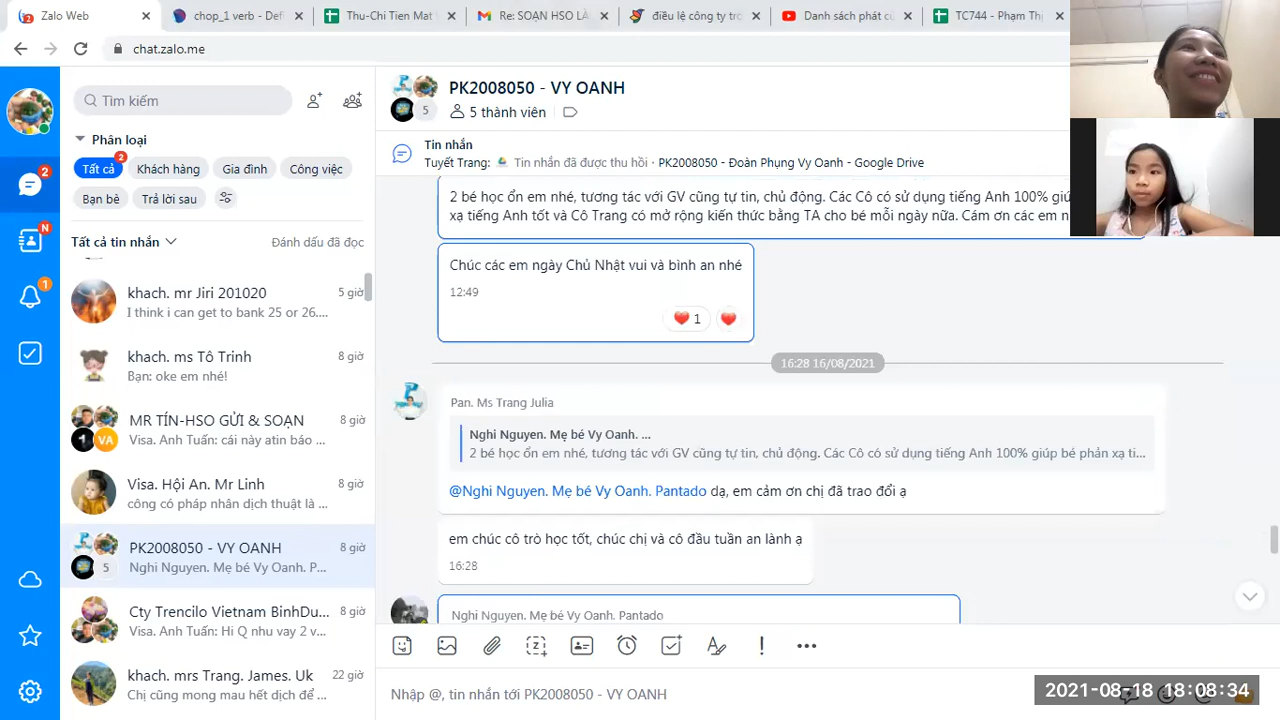 Zalo Web
chop_1 verb - Defi
Thu-Chi Tien Mat
Re: SOẠN HSO LÀ
điều lệ công ty tro
Danh sách phát củ
TC744 - Phạm Thị
chat.zalo.me
Tìm kiếm
Phân loại
Tất cả
2
Khách hàng
Gia đình
Công việc
Bạn bè
Trả lời sau
Tất cả tin nhắn
Đánh dấu đã đọc
2
N
1
khach. mr Jiri 201020
5 giờ
I think i can get to bank 25 or 26....
khach. ms Tô Trinh
8 giờ
Bạn: oke em nhé!
MR TÍN-HSO GỬI & SOẠN
8 giờ
VA
Visa. Anh Tuấn: cái này atin báo ...
Visa. Hội An. Mr Linh
8 giờ
công có pháp nhân dịch thuật là ...
PK2008050 - VY OANH
8 giờ
5
Nghi Nguyen. Mẹ bé Vy Oanh. P...
Cty Trencilo Vietnam BinhDu...
8 giờ
Visa. Anh Tuấn: Hi Q nhu vay 2 v...
khach. mrs Trang. James. Uk
22 giờ
Chị cũng mong mau hết dịch để ...
PK2008050 - VY OANH
5
5 thành viên
Tin nhắn
Tuyết Trang: Tin nhắn đã được thu hồi · PK2008050 - Đoàn Phụng Vy Oanh - Google Drive
2 bé học ổn em nhé, tương tác với GV cũng tự tin, chủ động. Các Cô có sử dụng tiếng Anh 100% giú
xạ tiếng Anh tốt và Cô Trang có mở rộng kiến thức bằng TA cho bé mỗi ngày nữa. Cám ơn các em n
Chúc các em ngày Chủ Nhật vui và bình an nhé
12:49
1
16:28 16/08/2021
Pan. Ms Trang Julia
Nghi Nguyen. Mẹ bé Vy Oanh. ...
2 bé học ổn em nhé, tương tác với GV cũng tự tin, chủ động. Các Cô có sử dụng tiếng Anh 100% giúp bé phản xạ ti...
@Nghi Nguyen. Mẹ bé Vy Oanh. Pantado dạ, em cảm ơn chị đã trao đổi ạ
em chúc cô trò học tốt, chúc chị và cô đầu tuần an lành ạ
16:28
Nghi Nguyen. Mẹ bé Vy Oanh. Pantado
Nhập @, tin nhắn tới PK2008050 - VY OANH
2021-08-18 18:08:34